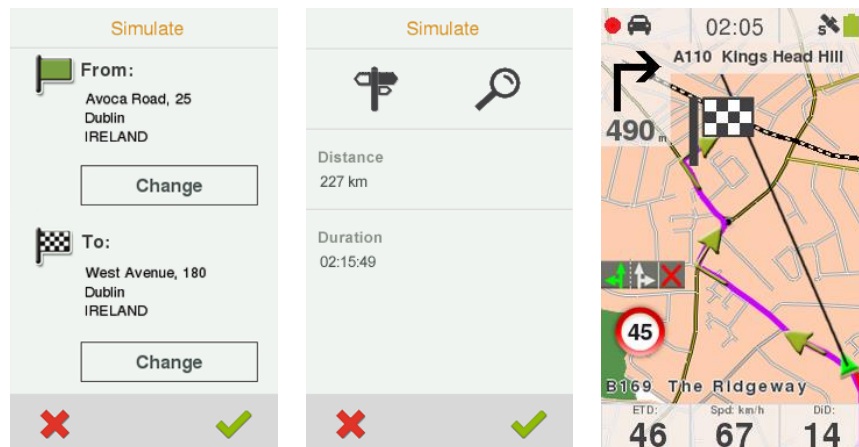 Simulate
From:
Avoca Road, 25
Dublin
IRELAND
Change
To:
West Avenue, 180
Dublin
IRELAND
Change
Simulate
Distance
227 km
Duration
02:15:49
02:05
S
A110 Kings Head Hill
490 m
45
B169 The Ridgeway
ETD: Spd: km/h DiD:
46 67 14